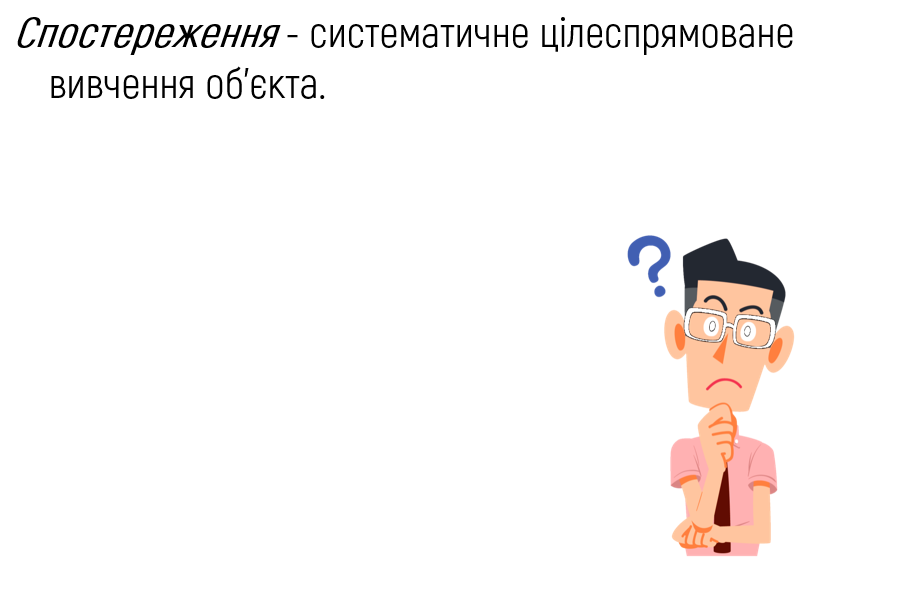 Спостереження - систематичне цілеспрямоване
вивчення об'єкта.
?